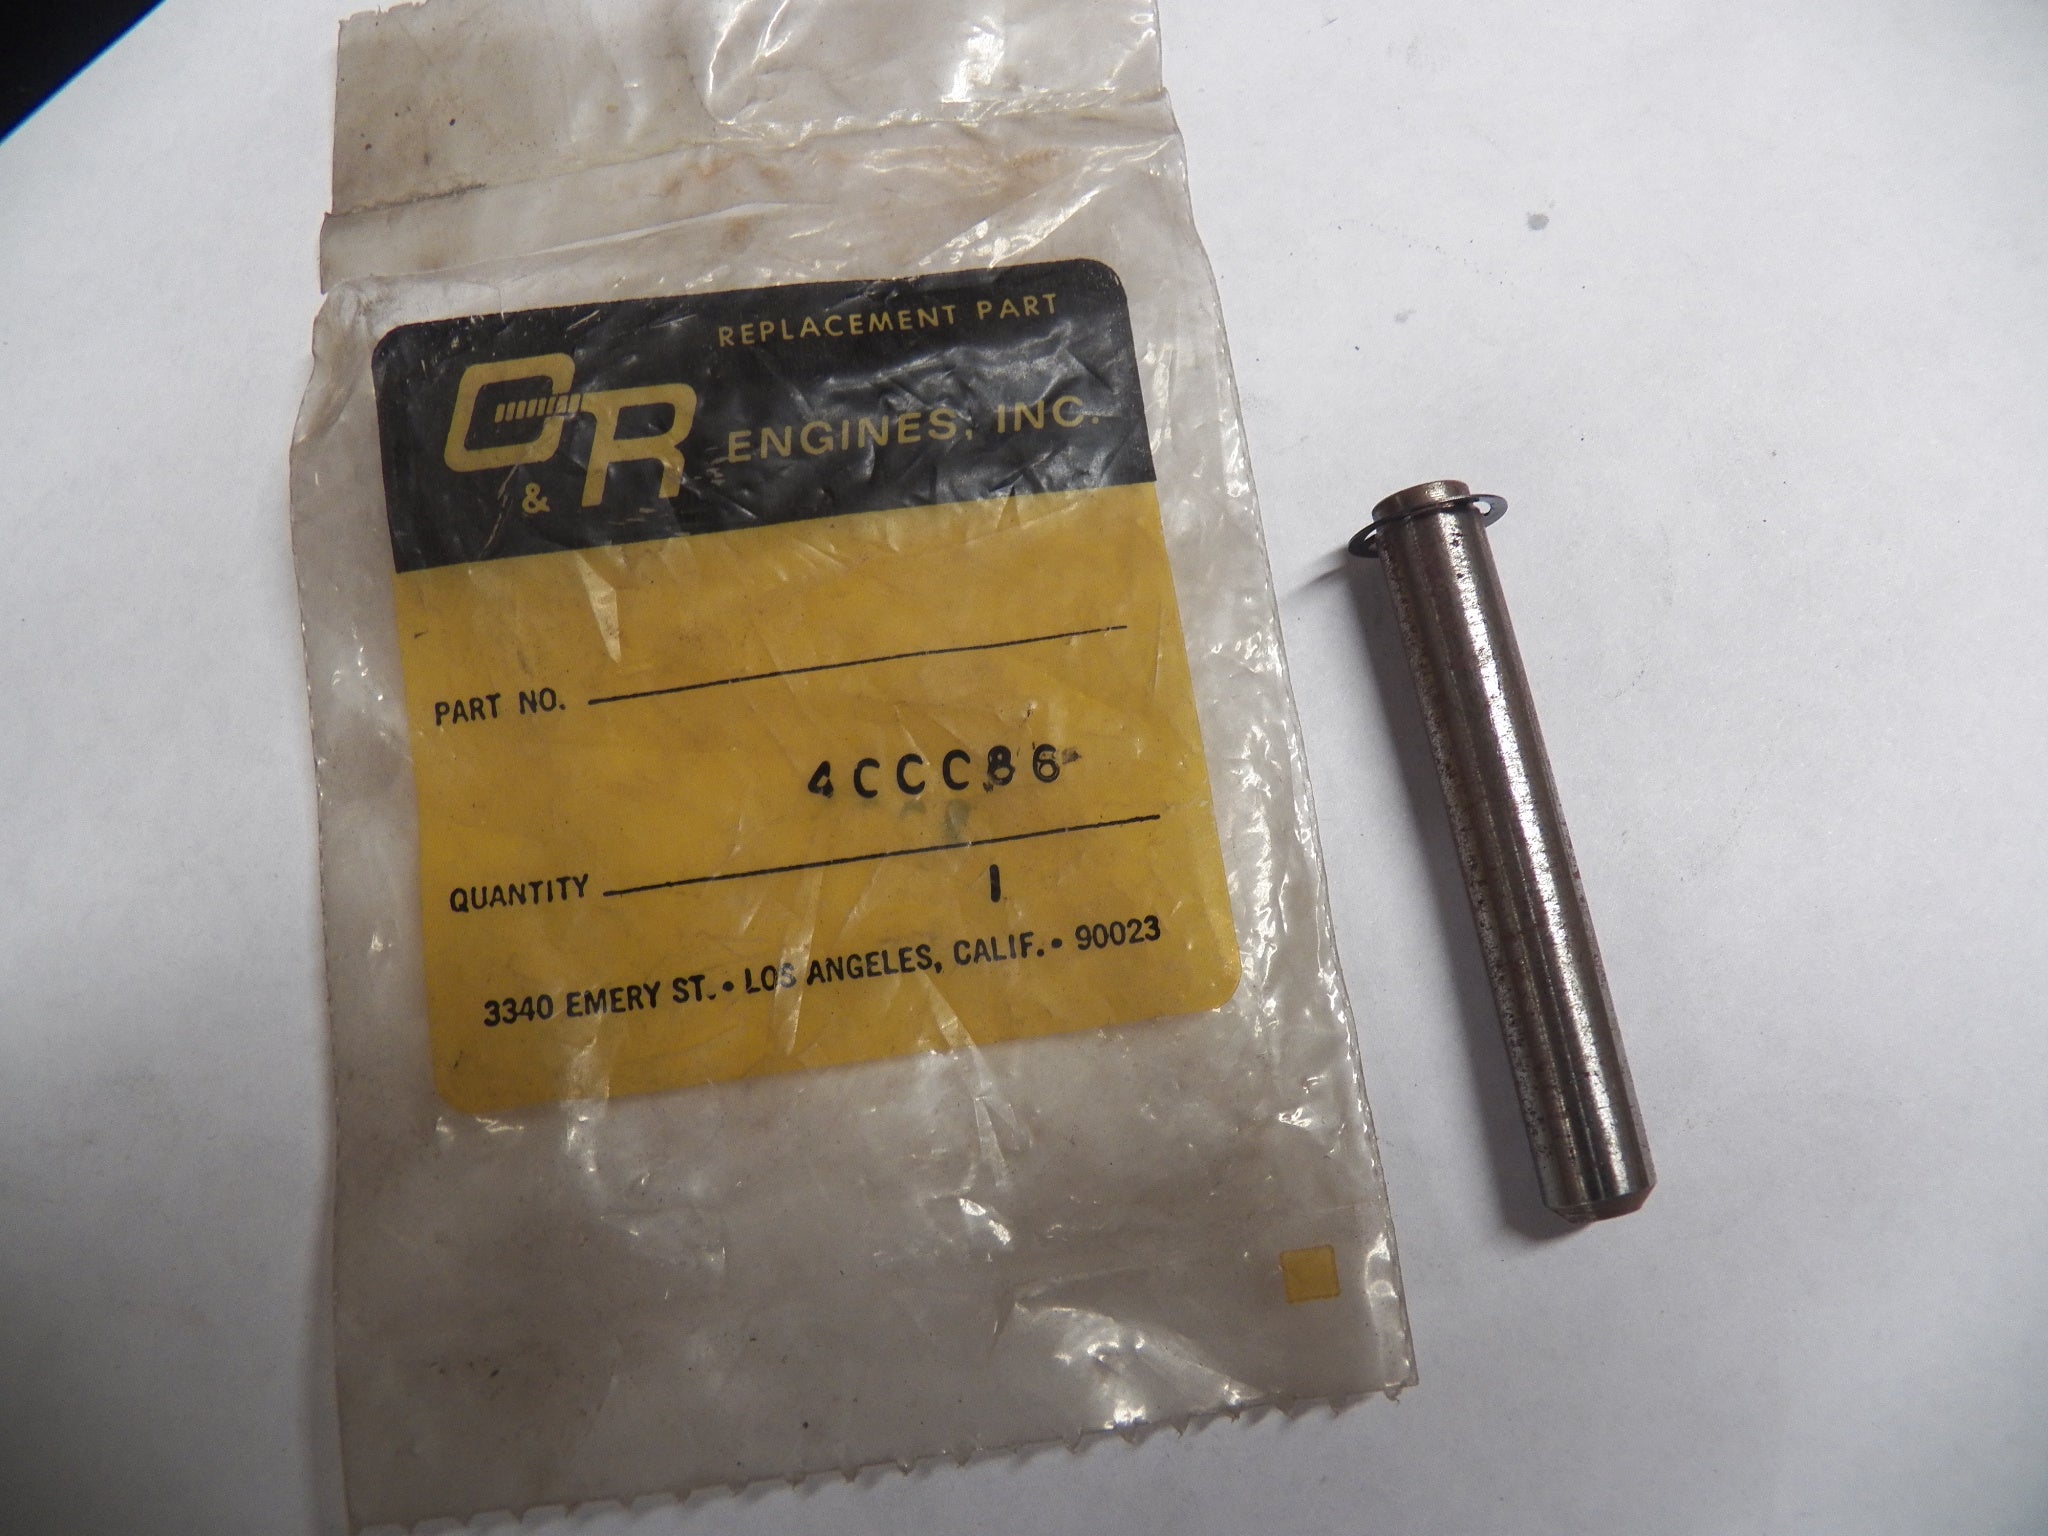 REPLACEMENT PART
O & R ENGINES, INC.
PART NO.
4CCC86
QUANTITY
1
3340 EMERY ST. • LOS ANGELES, CALIF. • 90023